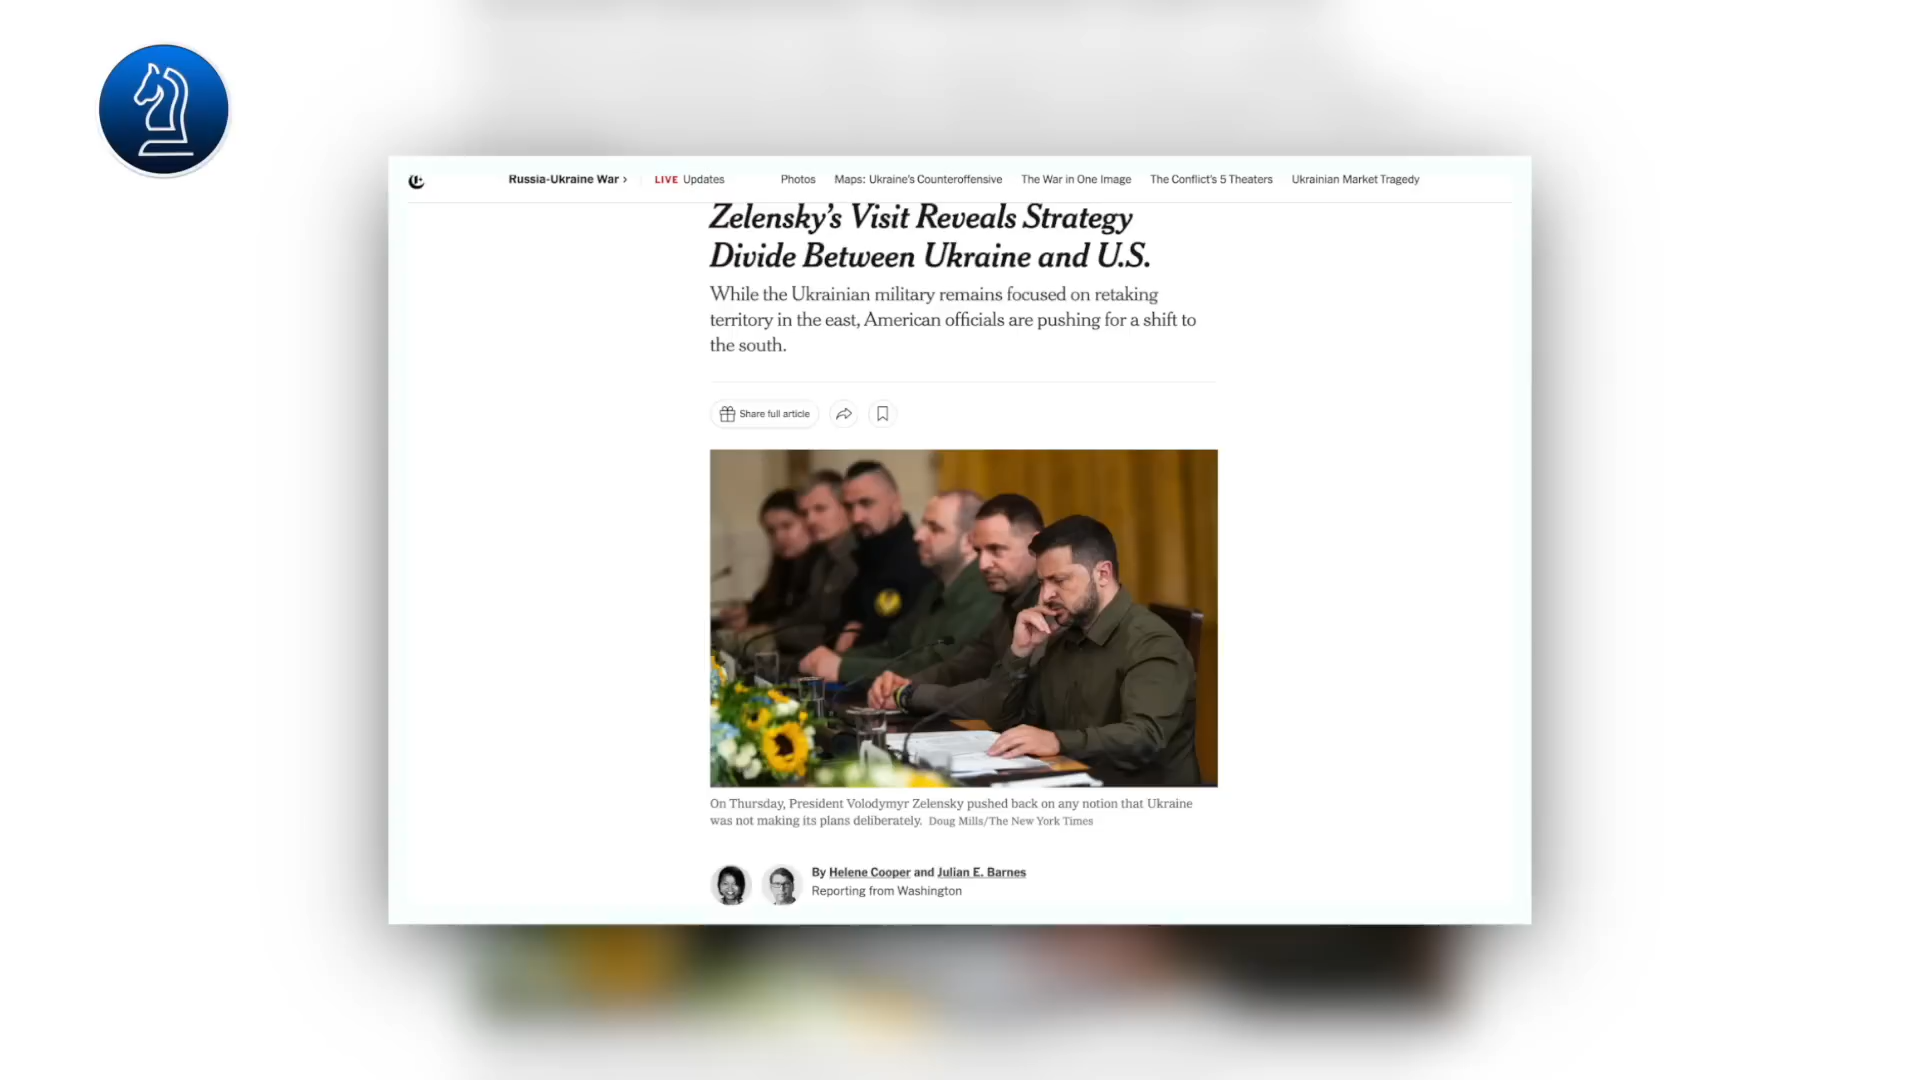 Russia-Ukraine War › LIVE Updates Photos Maps: Ukraine's Counteroffensive The War in One Image The Conflict's 5 Theaters Ukrainian Market Tragedy
Zelensky's Visit Reveals Strategy
Divide Between Ukraine and U.S.
While the Ukrainian military remains focused on retaking
territory in the east, American officials are pushing for a shift to
the south.
Share full article
On Thursday, President Volodymyr Zelensky pushed back on any notion that Ukraine
was not making its plans deliberately. Doug Mills/The New York Times
By Helene Cooper and Julian E. Barnes
Reporting from Washington